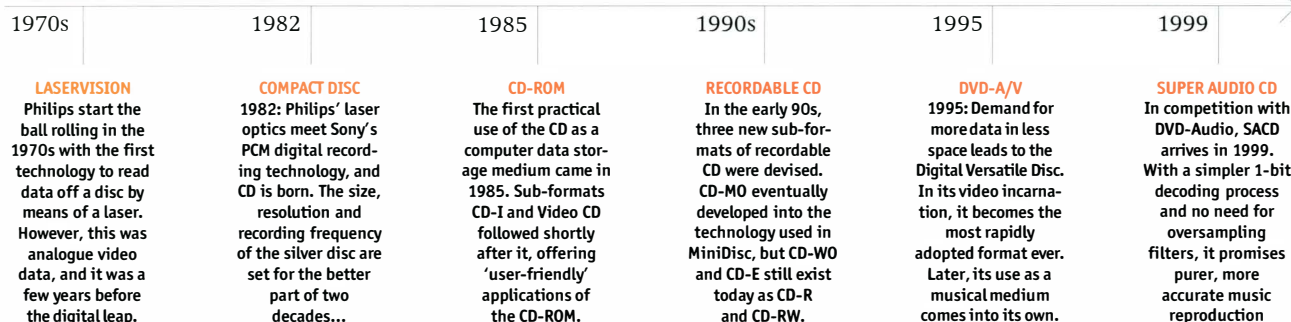 1970s
LASERVISION
Philips start the
ball rolling in the
1970s with the first
technology to read
data off a disc by
means of a laser.
However, this was
analogue video
data, and it was a
few years before
the digital leap.
1982
COMPACT DISC
1982: Philips' laser
optics meet Sony's
PCM digital record-
ing technology, and
CD is born. The size,
resolution and
recording frequency
of the silver disc are
set for the better
part of two
decades...
1985
CD-ROM
The first practical
use of the CD as a
computer data stor-
age medium came in
1985. Sub-formats
CD-I and Video CD
followed shortly
after it, offering
'user-friendly'
applications of
the CD-ROM.
1990s
RECORDABLE CD
In the early 90s,
three new sub-for-
mats of recordable
CD were devised.
CD-MO eventually
developed into the
technology used in
MiniDisc, but CD-WO
and CD-E still exist
today as CD-R
and CD-RW.
1995
DVD-A/V
1995: Demand for
more data in less
space leads to the
Digital Versatile Disc.
In its video incarna-
tion, it becomes the
most rapidly
adopted format ever.
Later, its use as a
musical medium
comes into its own.
1999
SUPER AUDIO CD
In competition with
DVD-Audio, SACD
arrives in 1999.
With a simpler 1-bit
decoding process
and no need for
oversampling
filters, it promises
purer, more
accurate music
reproduction